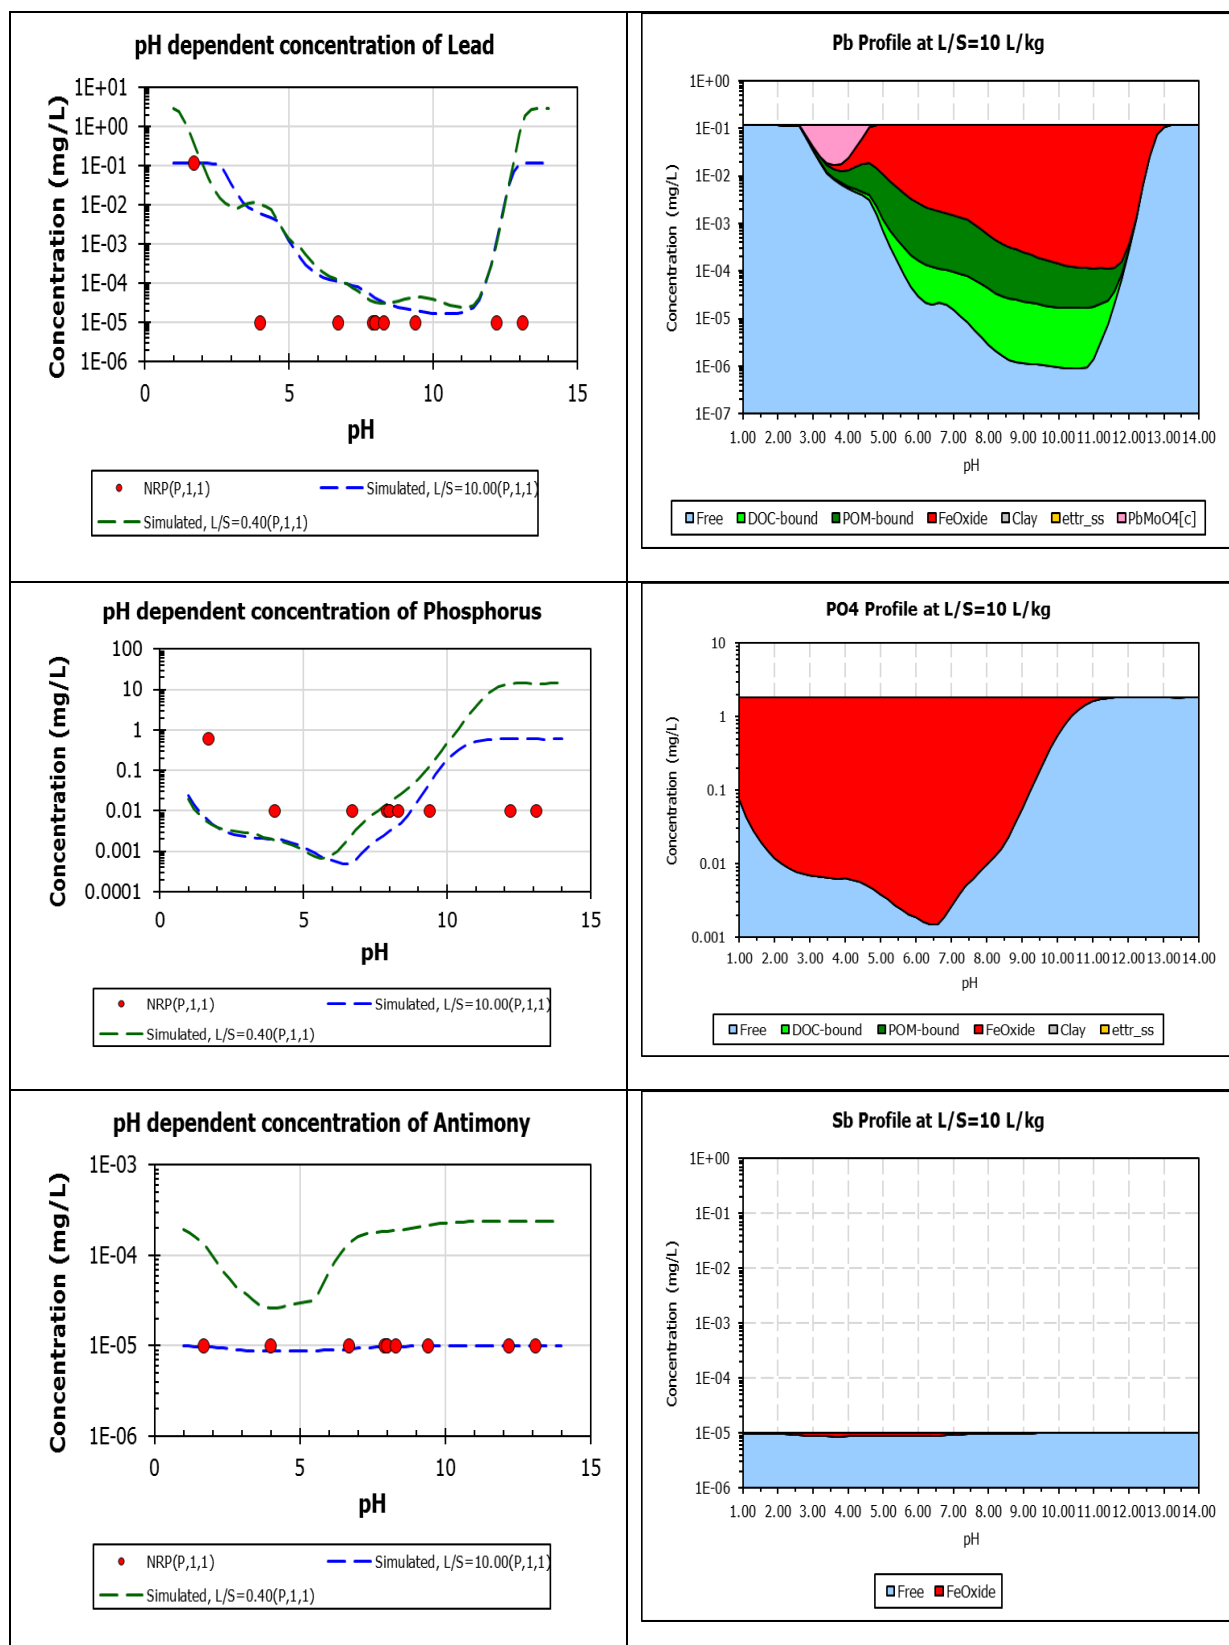 pH dependent concentration of Lead
Concentration (mg/L)
1E+01
1E+00
1E-01
1E-02
1E-03
1E-04
1E-05
1E-06
0 5 10 15
pH
NRP(P,1,1) Simulated, L/S=10.00(P,1,1)
Simulated, L/S=0.40(P,1,1)
Pb Profile at L/S=10 L/kg
Concentration (mg/L)
1E+00
1E-01
1E-02
1E-03
1E-04
1E-05
1E-06
1E-07
1.00 2.00 3.00 4.00 5.00 6.00 7.00 8.00 9.00 10.00 11.00 12.00 13.00 14.00
pH
Free DOC-bound POM-bound FeOxide Clay ettr_ss PbMoO4[c]
pH dependent concentration of Phosphorus
Concentration (mg/L)
100
10
1
0.1
0.01
0.001
0.0001
0 5 10 15
pH
NRP(P,1,1) Simulated, L/S=10.00(P,1,1)
Simulated, L/S=0.40(P,1,1)
PO4 Profile at L/S=10 L/kg
Concentration (mg/L)
10
1
0.1
0.01
0.001
1.00 2.00 3.00 4.00 5.00 6.00 7.00 8.00 9.00 10.00 11.00 12.00 13.00 14.00
pH
Free DOC-bound POM-bound FeOxide Clay ettr_ss
pH dependent concentration of Antimony
Concentration (mg/L)
1E-03
1E-04
1E-05
1E-06
0 5 10 15
pH
NRP(P,1,1) Simulated, L/S=10.00(P,1,1)
Simulated, L/S=0.40(P,1,1)
Sb Profile at L/S=10 L/kg
Concentration (mg/L)
1E+00
1E-01
1E-02
1E-03
1E-04
1E-05
1E-06
1.00 2.00 3.00 4.00 5.00 6.00 7.00 8.00 9.00 10.00 11.00 12.00 13.00 14.00
pH
Free FeOxide